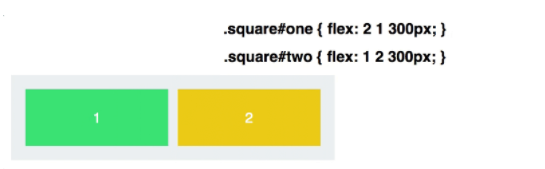 .square#one { flex: 2 1 300px; }
.square#two { flex: 1 2 300px; }
1
2